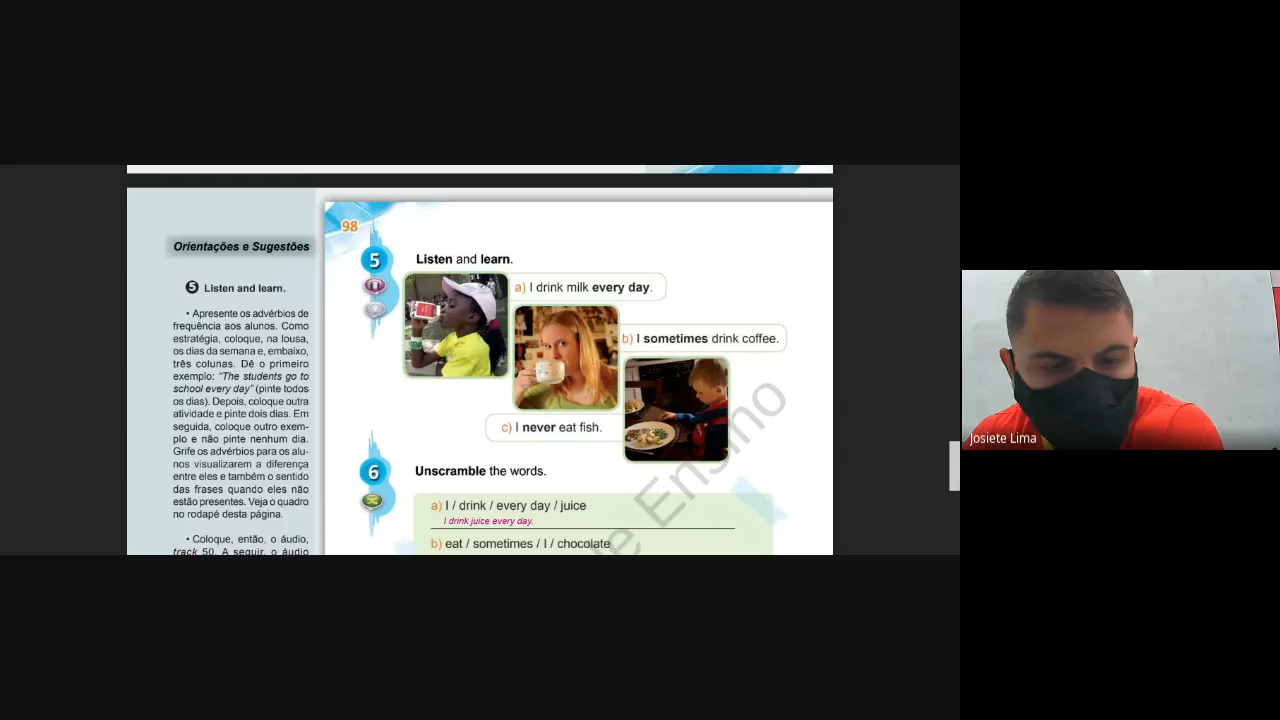 Orientações e Sugestões
5 Listen and learn.
• Apresente os advérbios de
frequência aos alunos. Como
estratégia, coloque, na lousa,
os dias da semana e, embaixo,
três colunas. Dê o primeiro
exemplo: “The students go to
school every day” (pinte todos
os dias). Depois, coloque outra
atividade e pinte dois dias. Em
seguida, coloque outro exem-
plo e não pinte nenhum dia.
Grife os advérbios para os alu-
nos visualizarem a diferença
entre eles e também o sentido
das frases quando eles não
estão presentes. Veja o quadro
no rodapé desta página.
• Coloque, então, o áudio,
track 50. A seguir, o áudio
98
5 Listen and learn.
a) I drink milk every day.
b) I sometimes drink coffee.
c) I never eat fish.
6 Unscramble the words.
a) I / drink / every day / juice
I drink juice every day.
b) eat / sometimes / I / chocolate
de Ensino
Josiete Lima